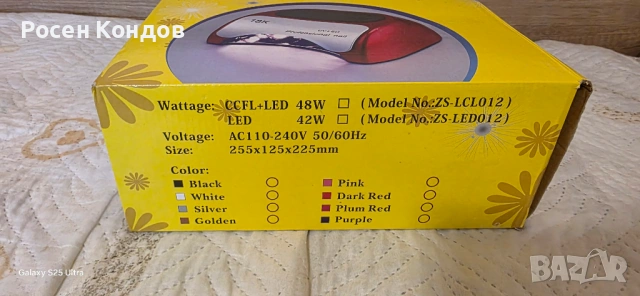 Росен Кондов
Wattage: CCFL+LED 48W (Model No.:ZS-LCL012)
LED 42W (Model No.:ZS-LED012)
Voltage: AC110-240V 50/60Hz
Size: 255x125x225mm
Color:
Black Pink
White Dark Red
Silver Plum Red
Golden Purple
Galaxy S25 Ultra
BAZAR